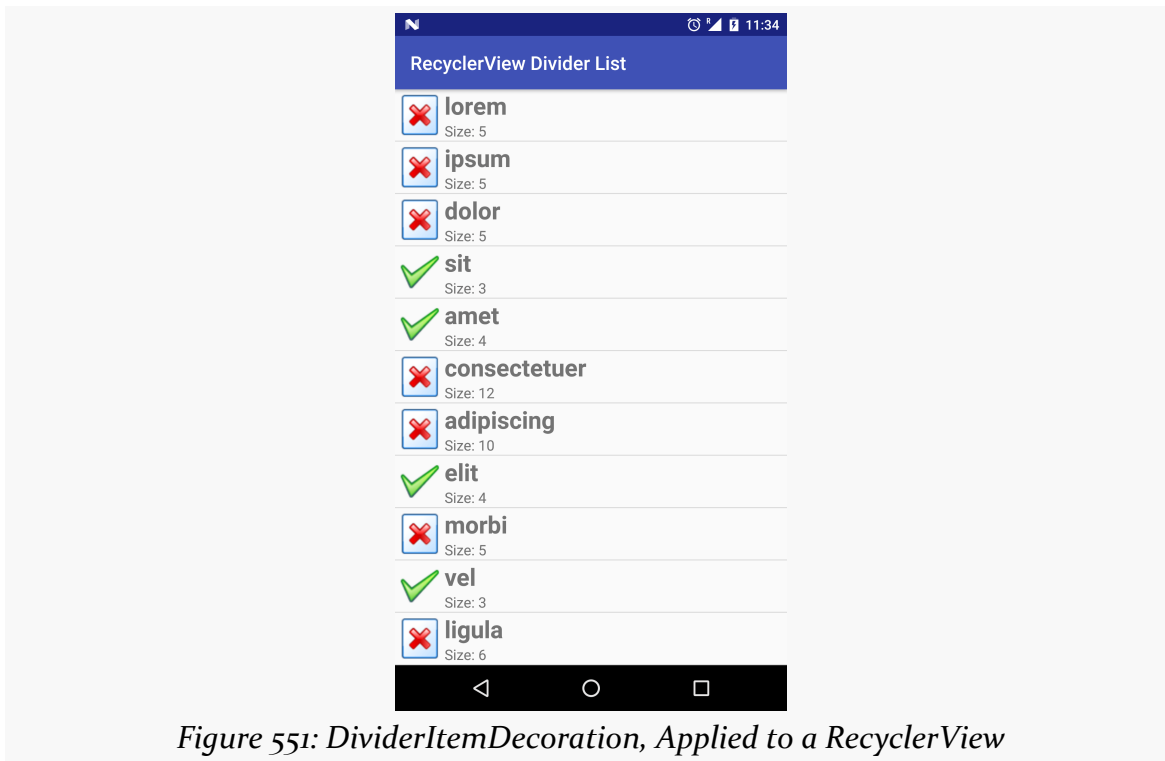 11:34
RecyclerView Divider List
lorem
Size: 5
ipsum
Size: 5
dolor
Size: 5
sit
Size: 3
amet
Size: 4
consectetuer
Size: 12
adipiscing
Size: 10
elit
Size: 4
morbi
Size: 5
vel
Size: 3
ligula
Size: 6
Figure 551: DividerItemDecoration, Applied to a RecyclerView